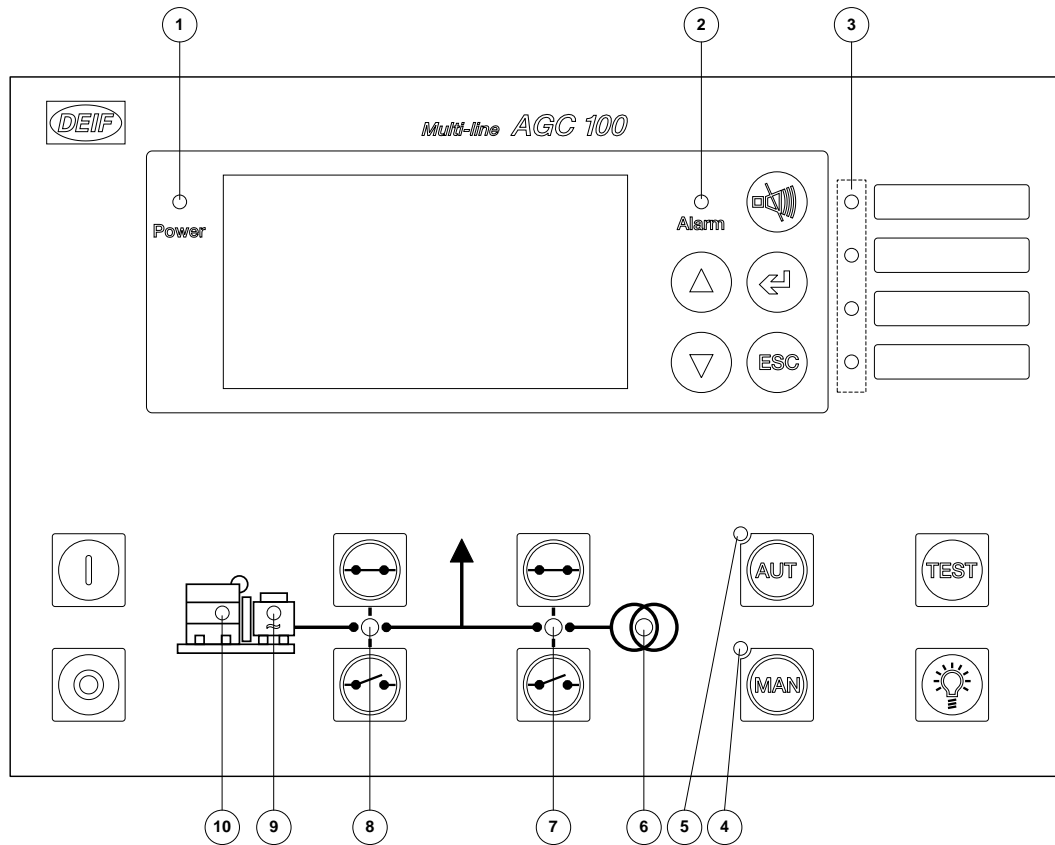 1 2 3
DEIF
Multi-line AGC 100
Power
Alarm
ESC
AUT
TEST
~
MAN
10 9 8 7 6 5 4